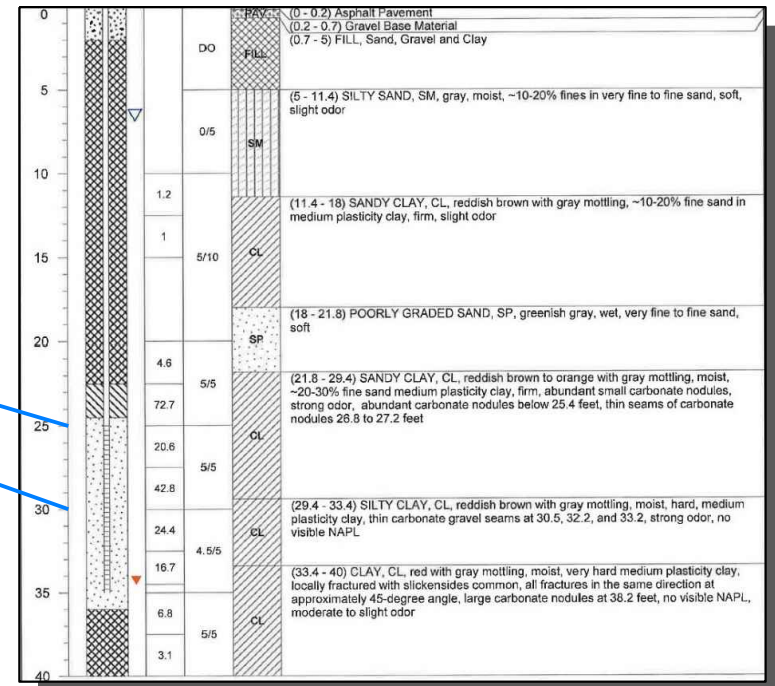 0
5
10
15
20
25
30
35
40
1.2
1
4.6
72.7
20.6
42.8
24.4
16.7
6.8
3.1
DO
0/5
5/10
5/5
5/5
4.5/5
5/5
PAV
FILL
SM
CL
SP
CL
CL
CL
(0 - 0.2) Asphalt Pavement
(0.2 - 0.7) Gravel Base Material
(0.7 - 5) FILL, Sand, Gravel and Clay
(5 - 11.4) SILTY SAND, SM, gray, moist, ~10-20% fines in very fine to fine sand, soft,
slight odor
(11.4 - 18) SANDY CLAY, CL, reddish brown with gray mottling, ~10-20% fine sand in
medium plasticity clay, firm, slight odor
(18 - 21.8) POORLY GRADED SAND, SP, greenish gray, wet, very fine to fine sand,
soft
(21.8 - 29.4) SANDY CLAY, CL, reddish brown to orange with gray mottling, moist,
~20-30% fine sand medium plasticity clay, firm, abundant small carbonate nodules,
strong odor, abundant carbonate nodules below 25.4 feet, thin seams of carbonate
nodules 26.8 to 27.2 feet
(29.4 - 33.4) SILTY CLAY, CL, reddish brown with gray mottling, moist, hard, medium
plasticity clay, thin carbonate gravel seams at 30.5, 32.2, and 33.2, strong odor, no
visible NAPL
(33.4 - 40) CLAY, CL, red with gray mottling, moist, very hard medium plasticity clay,
locally fractured with slickensides common, all fractures in the same direction at
approximately 45-degree angle, large carbonate nodules at 38.2 feet, no visible NAPL,
moderate to slight odor